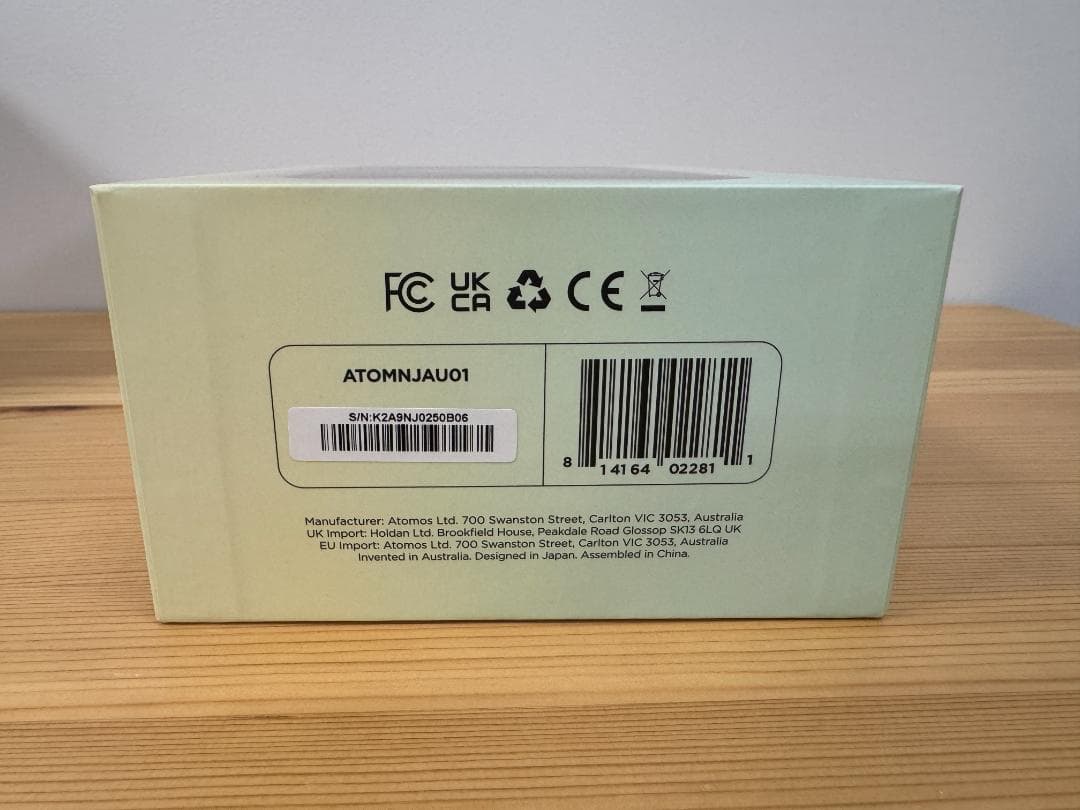 FC UK CA CE
ATOMNJAU01
S/N:K2A9NJ0250B06
8 14164 02281 1
Manufacturer: Atomos Ltd. 700 Swanston Street, Carlton VIC 3053, Australia
UK Import: Holdan Ltd. Brookfield House, Peakdale Road Glossop SK13 6LQ UK
EU Import: Atomos Ltd. 700 Swanston Street, Carlton VIC 3053, Australia
Invented in Australia. Designed in Japan. Assembled in China.